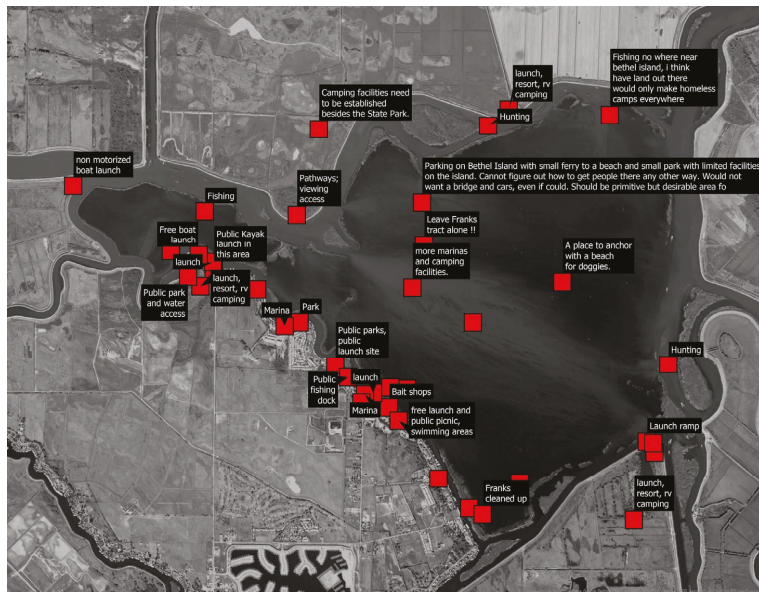 Fishing no where near
bethel island, i think
have land out there
would only make homeless
camps everywhere
launch,
resort, rv
camping
Camping facilities need
to be established
besides the State Park.
Hunting
non motorized
boat launch
Parking on Bethel Island with small ferry to a beach and small park with limited facilities
on the island. Cannot figure out how to get people there any other way. Would not
want a bridge and cars, even if could. Should be primitive but desirable area fo
Pathways;
viewing
access
Fishing
Leave Franks
tract alone !!
Free boat
launch
Public Kayak
launch in
this area
more marinas
and camping
facilities.
A place to anchor
with a beach
for doggies.
launch
launch,
resort, rv
camping
Public park
and water
access
Marina
Park
Public parks,
public
launch site
Hunting
Public
fishing
dock
launch
Bait shops
Marina
free launch and
public picnic,
swimming areas
Launch ramp
Franks
cleaned up
launch,
resort, rv
camping